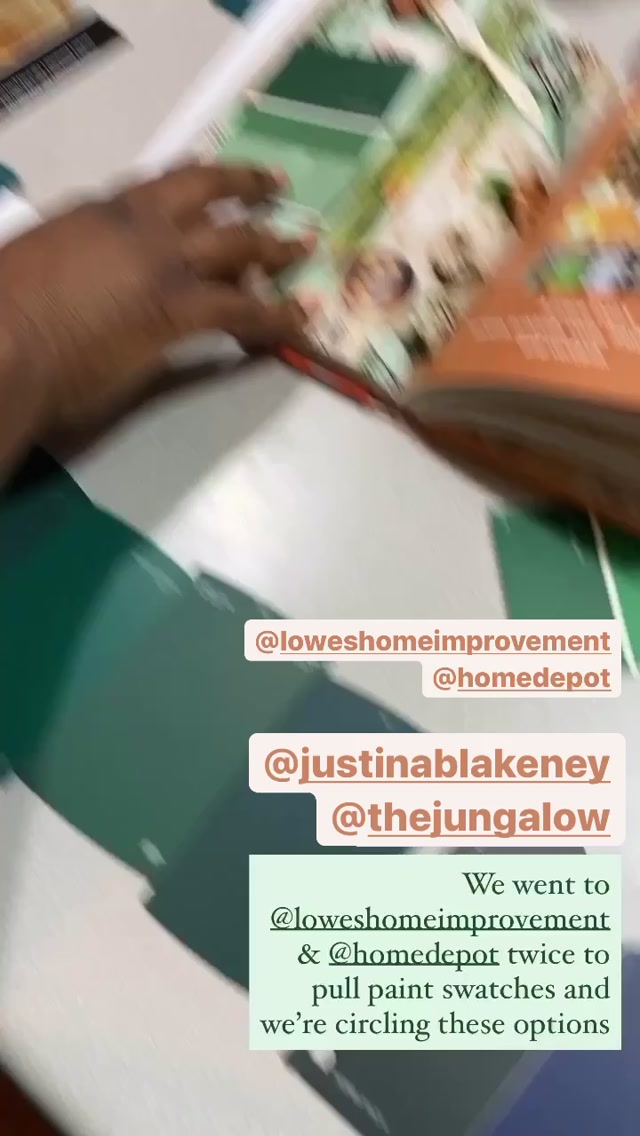 @loweshomeimprovement
@homedepot
@justinablakeney
@thejungalow
We went to
@loweshomeimprovement
& @homedepot twice to
pull paint swatches and
we're circling these options